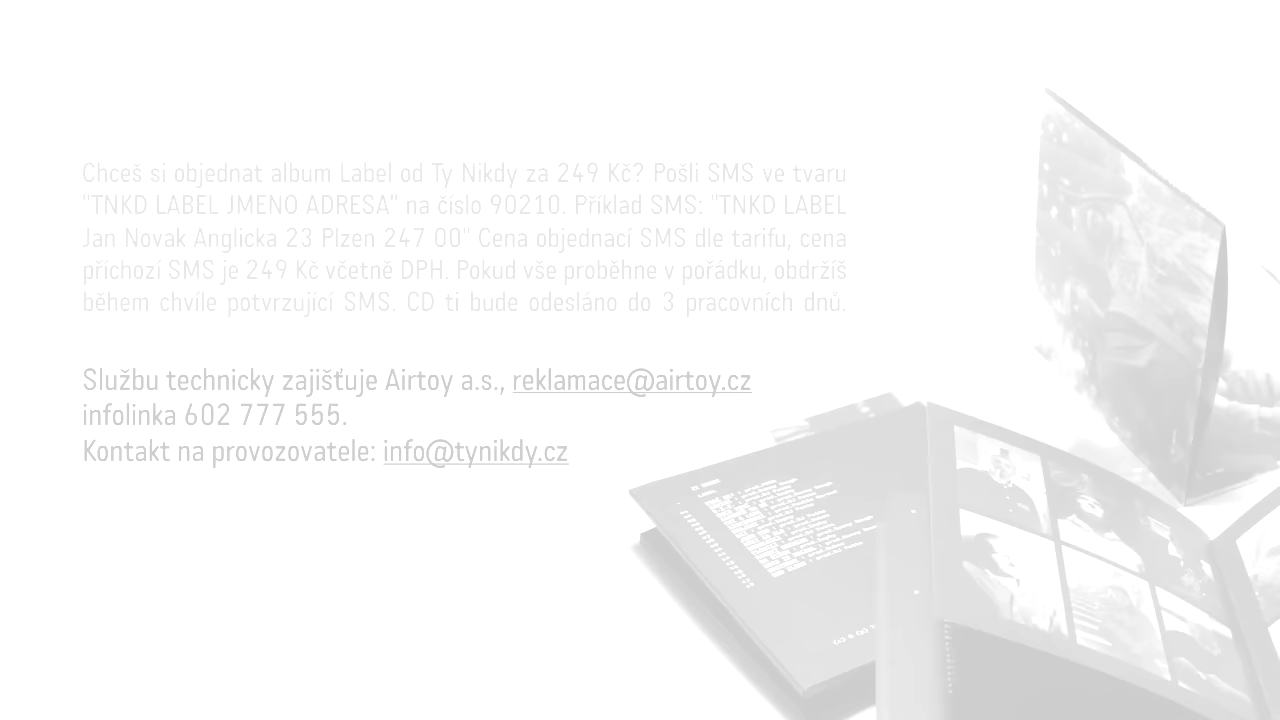 Chceš si objednat album Label od Ty Nikdy za 249 Kč? Pošli SMS ve tvaru
"TNKD LABEL JMENO ADRESA" na číslo 90210. Příklad SMS: "TNKD LABEL
Jan Novak Anglicka 23 Plzen 247 00" Cena objednací SMS dle tarifu, cena
příchozí SMS je 249 Kč včetně DPH. Pokud vše proběhne v pořádku, obdržíš
během chvíle potvrzující SMS. CD ti bude odesláno do 3 pracovních dnů.
Službu technicky zajišťuje Airtoy a.s., reklamace@airtoy.cz
infolinka 602 777 555.
Kontakt na provozovatele: info@tynikdy.cz